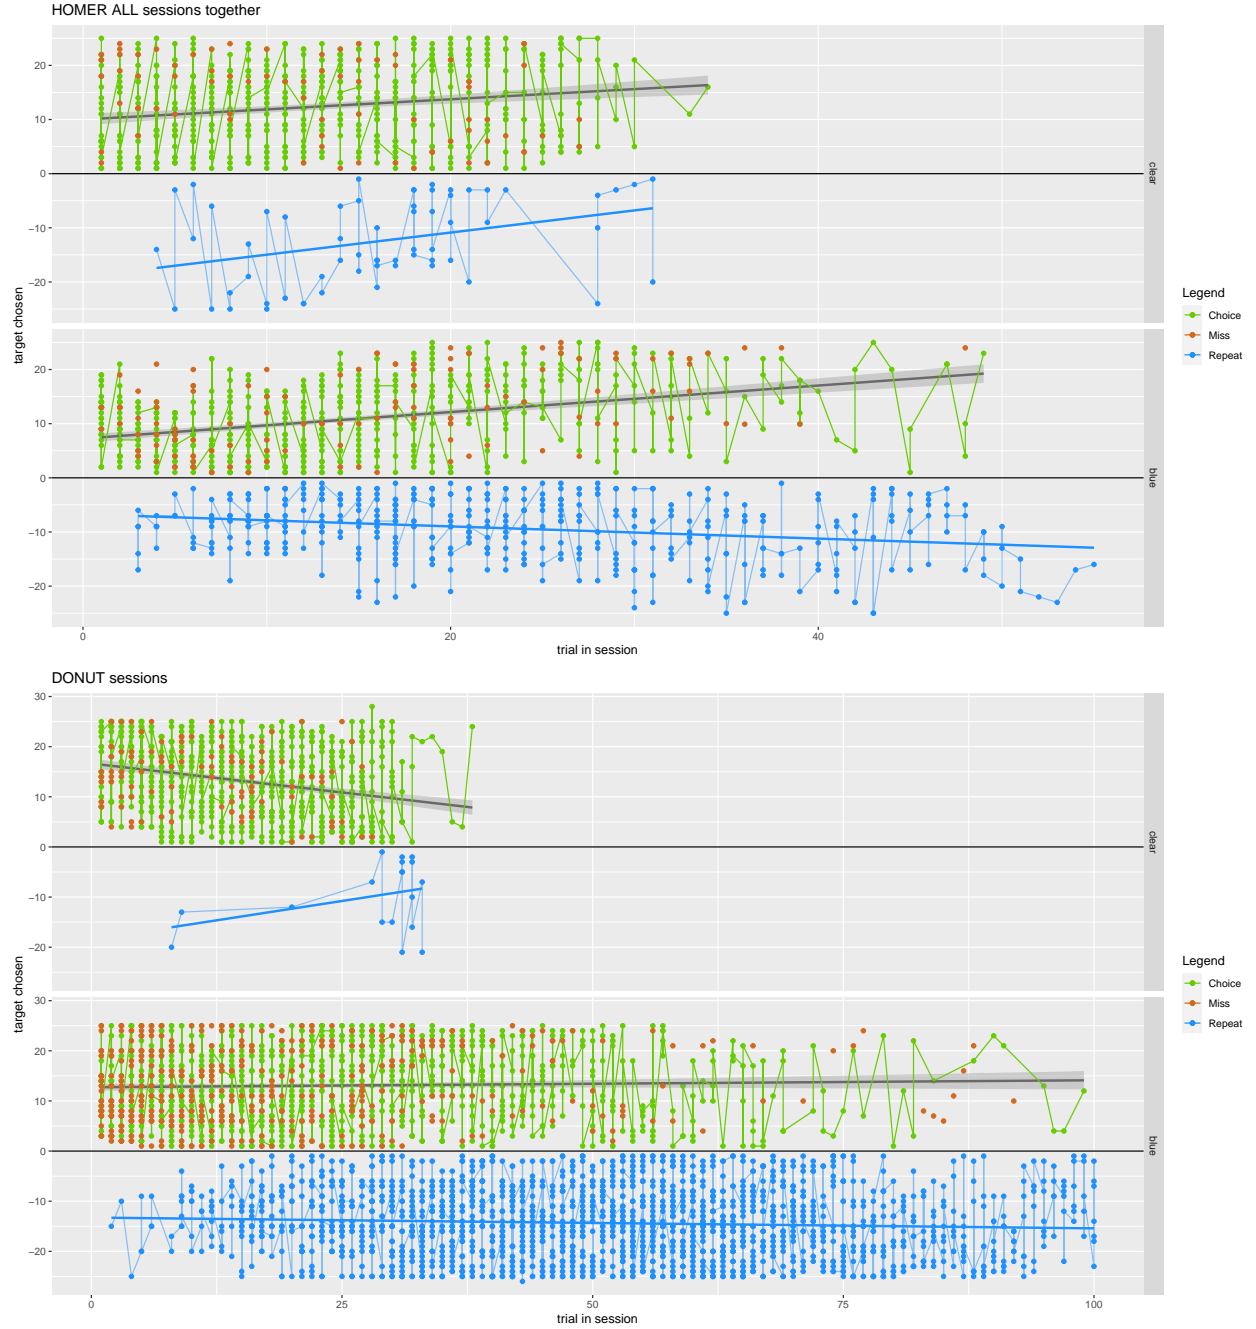 HOMER ALL sessions together
20
10
0
−10
−20
clear
20
10
0
−10
−20
blue
target chosen
0
20
40
trial in session
Legend
Choice
Miss
Repeat
DONUT sessions
30
20
10
0
−10
−20
clear
30
20
10
0
−10
−20
blue
target chosen
0
25
50
75
100
trial in session
Legend
Choice
Miss
Repeat